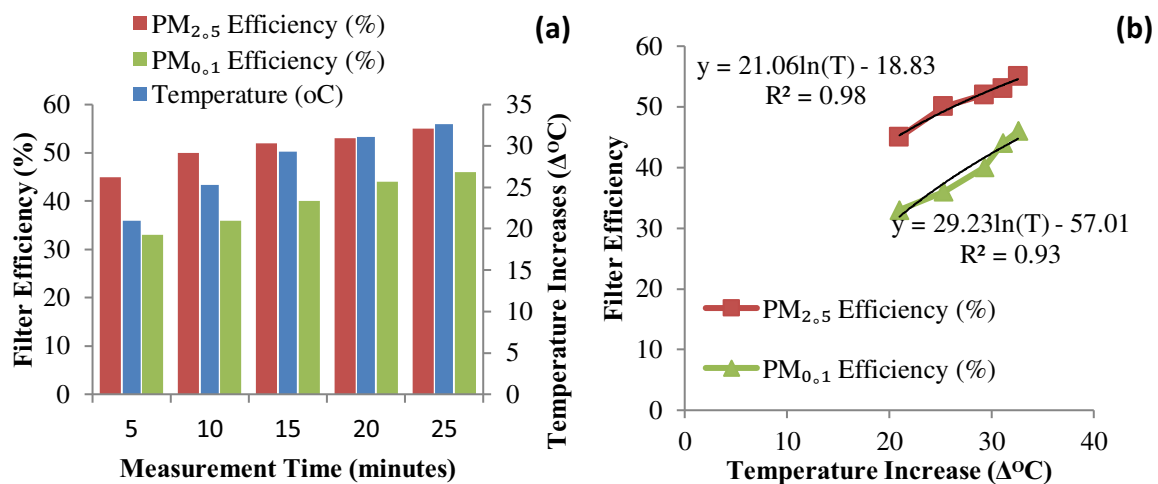 PM₂.₅ Efficiency (%)
PM₀.₁ Efficiency (%)
Temperature (oC)
(a)
Filter Efficiency (%)
60
50
40
30
20
10
0
35
30
25
20
15
10
5
0
Temperature Increases (Δ⁰C)
5 10 15 20 25
Measurement Time (minutes)
(b)
y = 21.06ln(T) - 18.83
R² = 0.98
y = 29.23ln(T) - 57.01
R² = 0.93
PM₂.₅ Efficiency (%)
PM₀.₁ Efficiency (%)
Filter Efficiency
60
50
40
30
20
10
0
0 10 20 30 40
Temperature Increase (Δ⁰C)